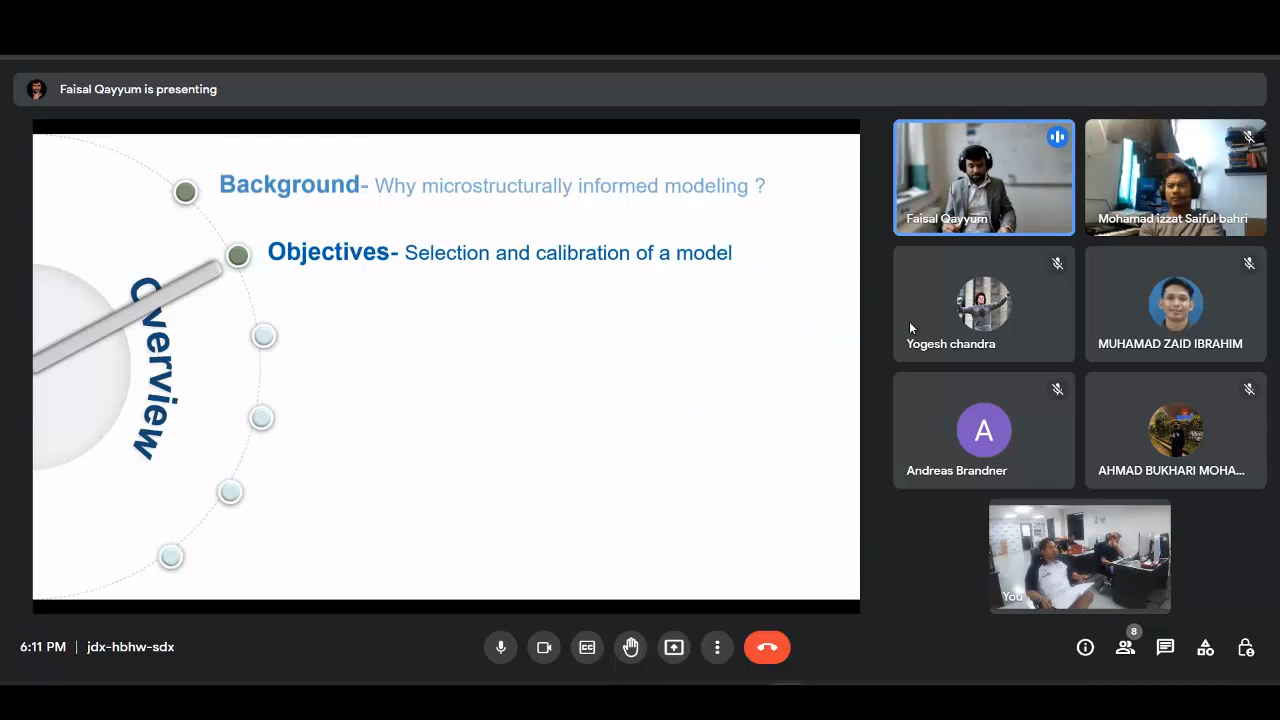 Faisal Qayyum is presenting
Background- Why microstructurally informed modeling ?
Objectives- Selection and calibration of a model
Overview
Faisal Qayyum
Mohamad izzat Saiful bahri
Yogesh chandra
MUHAMAD ZAID IBRAHIM
A
Andreas Brandner
AHMAD BUKHARI MOHA...
You
6:11 PM | jdx-hbhw-sdx
CC
8